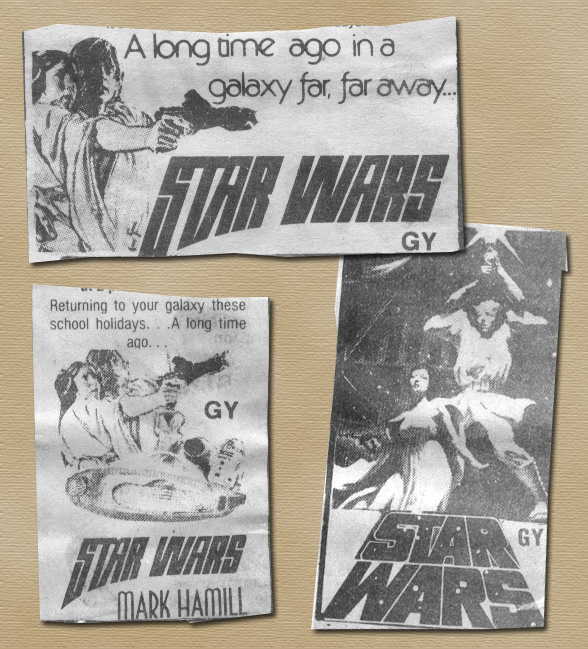 A long time ago in a
galaxy far, far away...
STAR WARS
GY
Returning to your galaxy these
school holidays. . .A long time
ago. . .
GY
STAR WARS
MARK HAMILL
STAR
GY
WARS